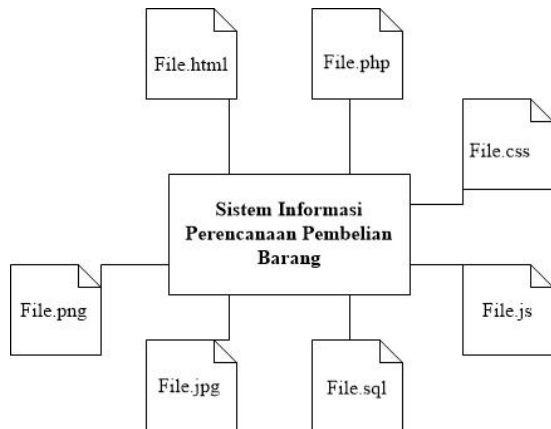 File.html
File.php
File.css
Sistem Informasi
Perencanaan Pembelian
Barang
File.png
File.js
File.jpg
File.sql